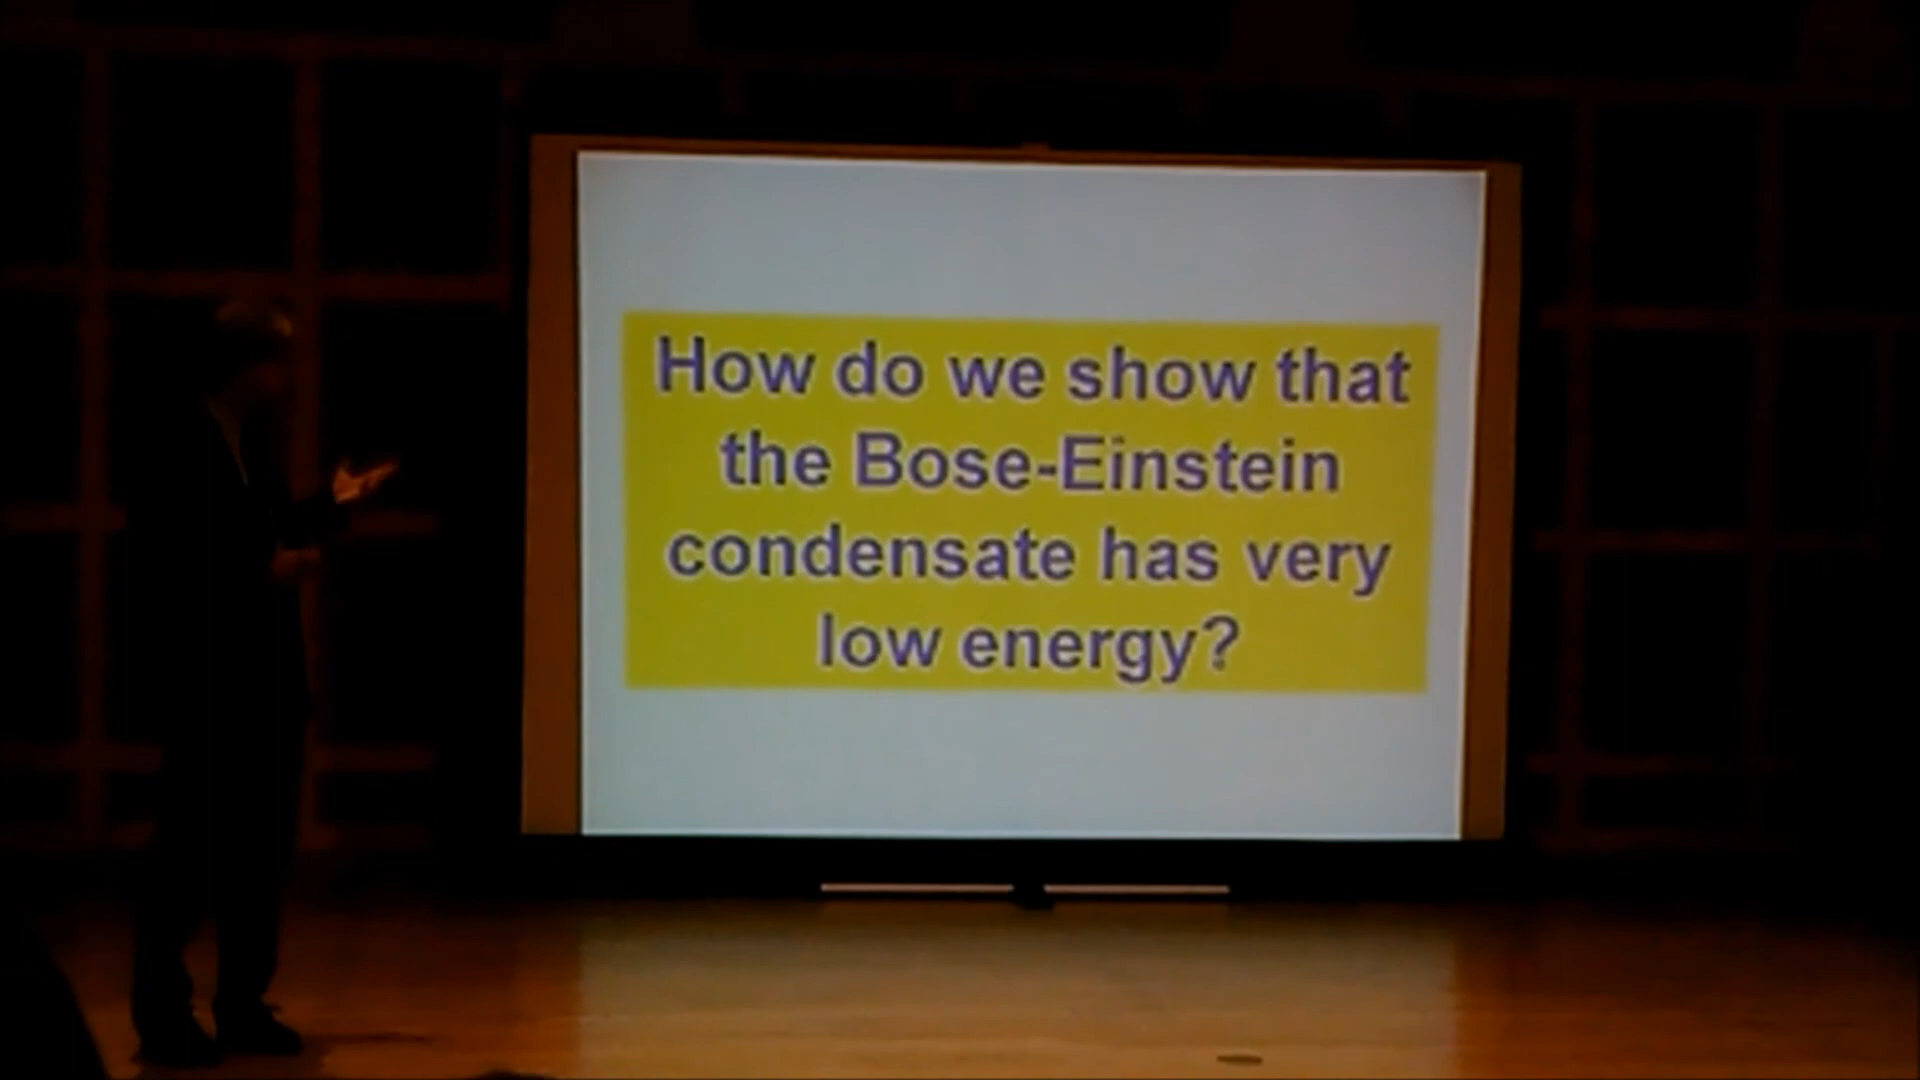 How do we show that
the Bose-Einstein
condensate has very
low energy?